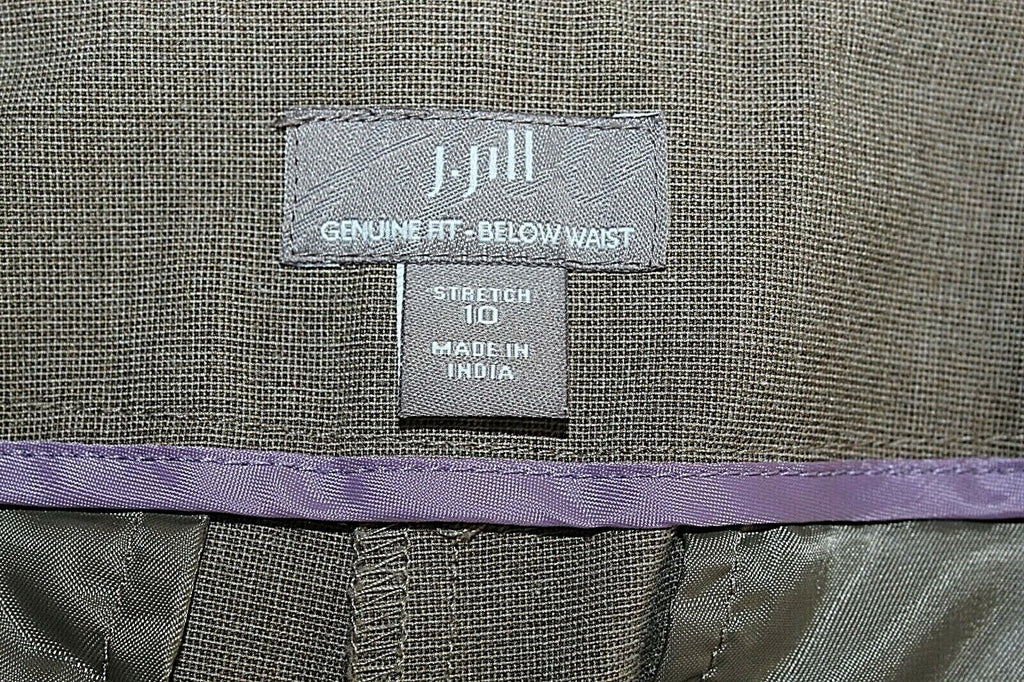 J.Jill
GENUINE FIT - BELOW WAIST
STRETCH
10
MADE IN
INDIA